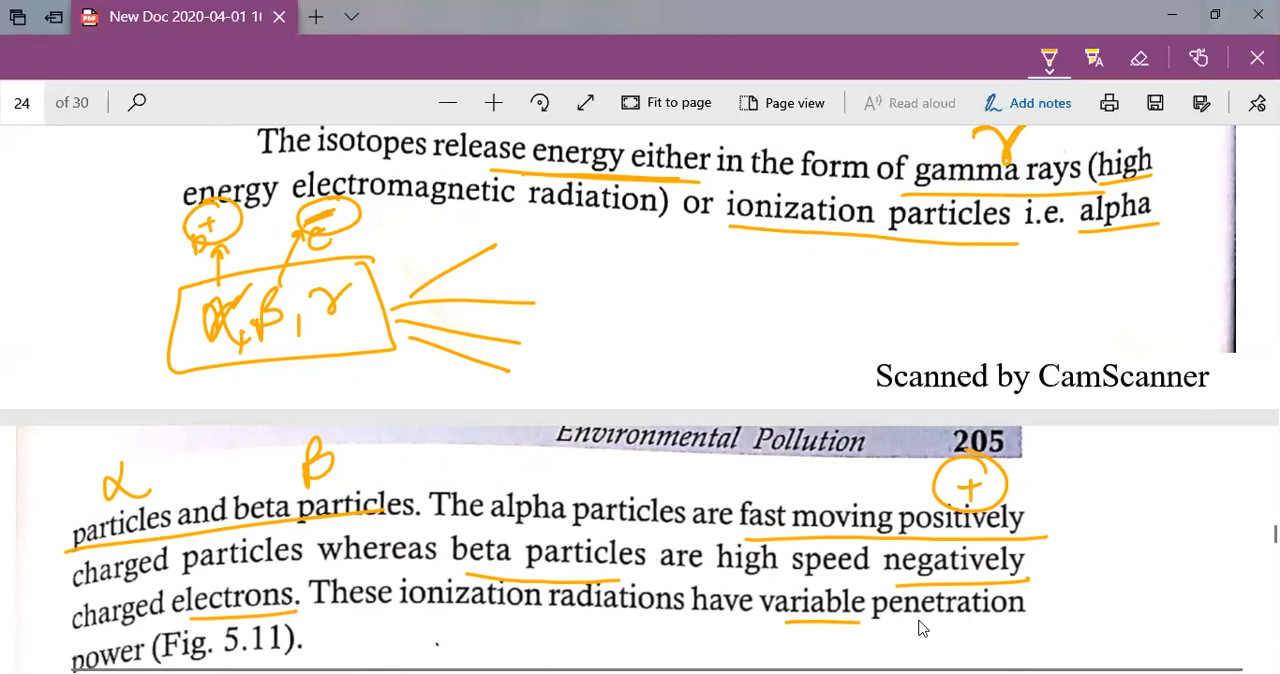 New Doc 2020-04-01 1
24 of 30
Fit to page
Page view
Read aloud
Add notes
γ
The isotopes release energy either in the form of gamma rays (high
energy electromagnetic radiation) or ionization particles i.e. alpha
+ −
α, β, γ
Scanned by CamScanner
Environmental Pollution 205
α β +
particles and beta particles. The alpha particles are fast moving positively
charged particles whereas beta particles are high speed negatively
charged electrons. These ionization radiations have variable penetration
power (Fig. 5.11).